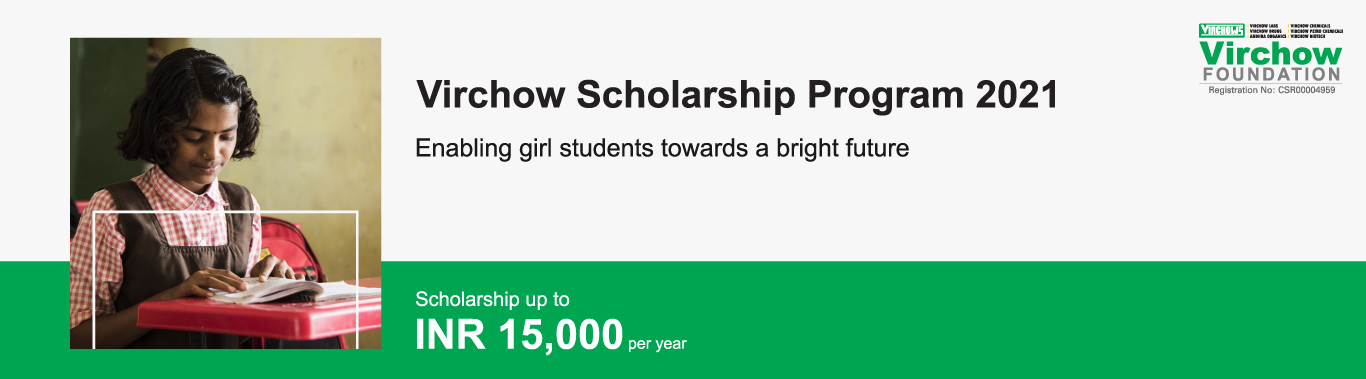 Virchow Scholarship Program 2021
Enabling girl students towards a bright future
Scholarship up to
INR 15,000 per year
VIRCHOWS
VIRCHOW LABS
VIRCHOW DRUGS
ANDHRA ORGANICS
VIRCHOW CHEMICALS
VIRCHOW PETRO CHEMICALS
VIRCHOW BIOTECH
Virchow
FOUNDATION
Registration No: CSR00004959